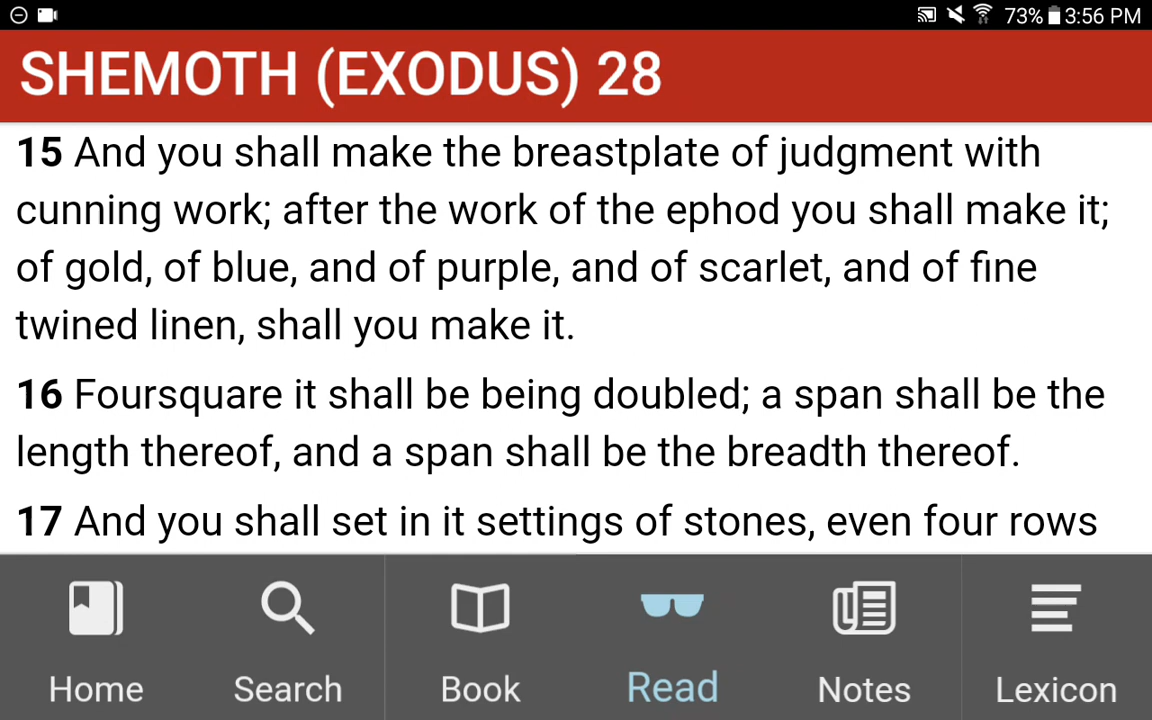 73% 3:56 PM
SHEMOTH (EXODUS) 28
15 And you shall make the breastplate of judgment with
cunning work; after the work of the ephod you shall make it;
of gold, of blue, and of purple, and of scarlet, and of fine
twined linen, shall you make it.
16 Foursquare it shall be being doubled; a span shall be the
length thereof, and a span shall be the breadth thereof.
17 And you shall set in it settings of stones, even four rows
Home Search Book Read Notes Lexicon